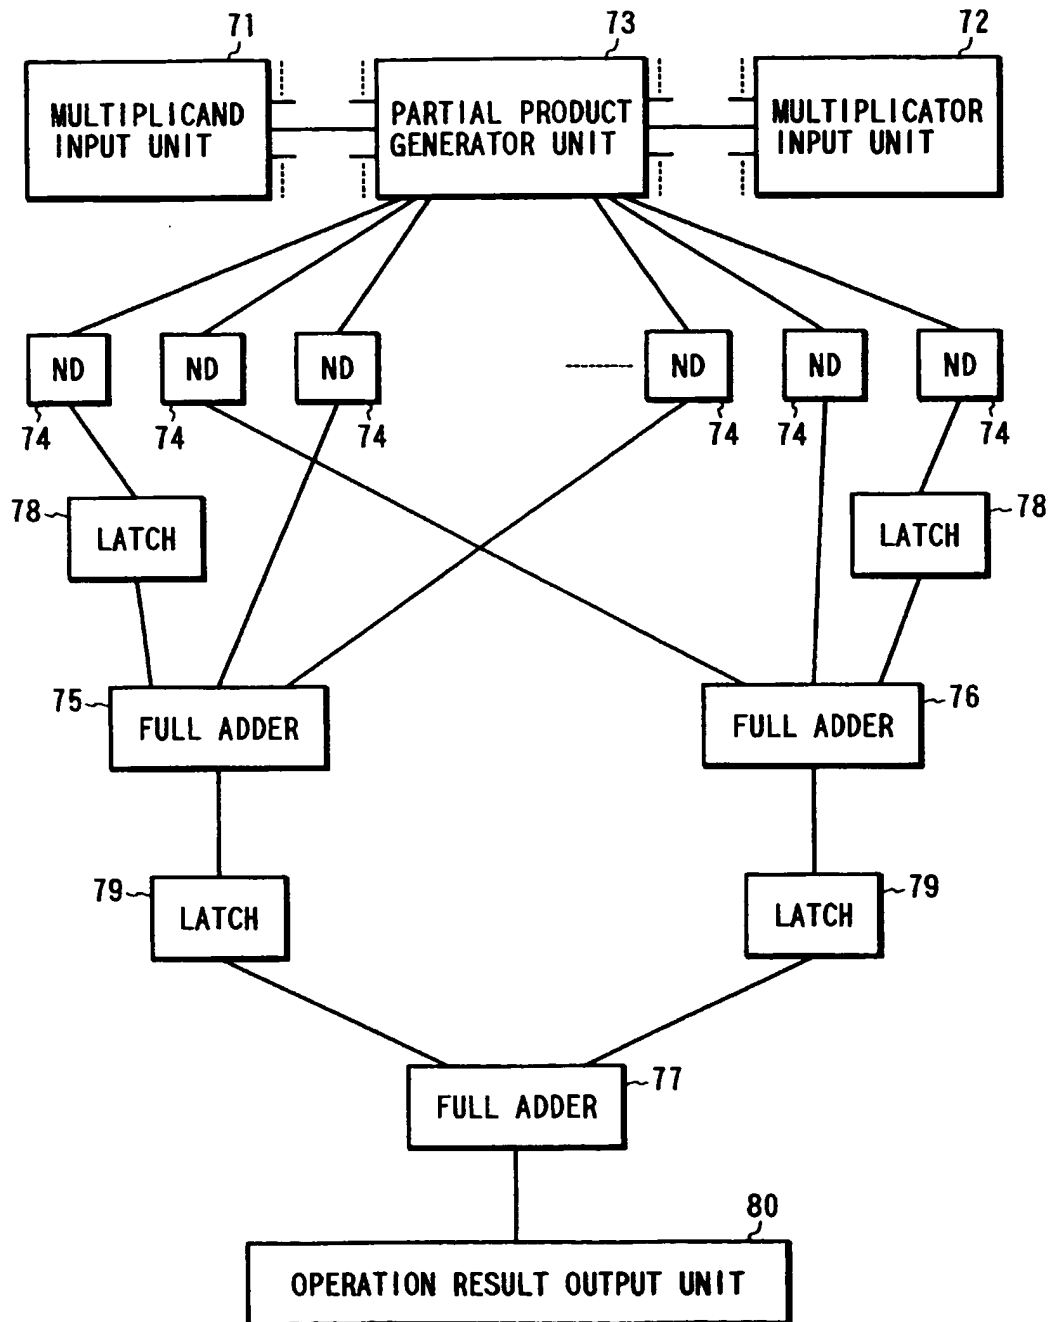 71
73
72
MULTIPLICAND
INPUT UNIT
PARTIAL PRODUCT
GENERATOR UNIT
MULTIPLICATOR
INPUT UNIT
ND
ND
ND
ND
ND
ND
74
74
74
74
74
74
78
LATCH
LATCH
78
75
FULL ADDER
FULL ADDER
76
79
LATCH
LATCH
79
FULL ADDER
77
80
OPERATION RESULT OUTPUT UNIT